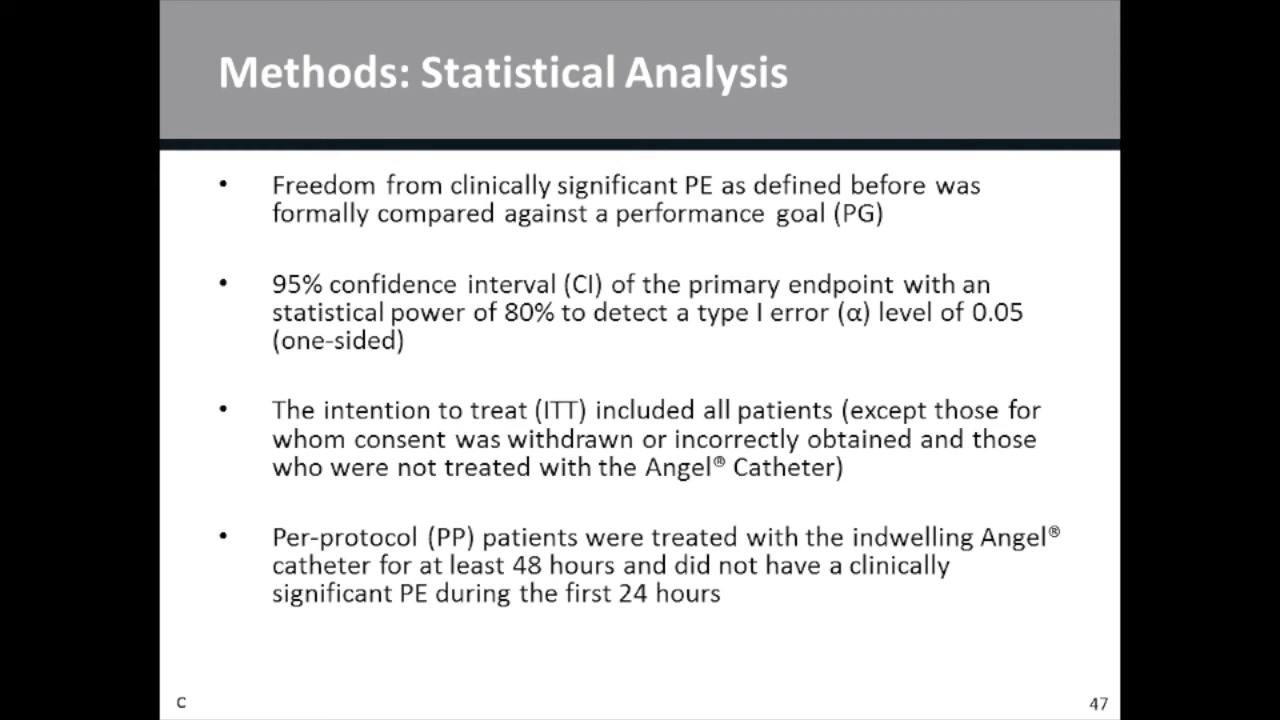 Methods: Statistical Analysis
• Freedom from clinically significant PE as defined before was
formally compared against a performance goal (PG)
• 95% confidence interval (CI) of the primary endpoint with an
statistical power of 80% to detect a type I error (α) level of 0.05
(one-sided)
• The intention to treat (ITT) included all patients (except those for
whom consent was withdrawn or incorrectly obtained and those
who were not treated with the Angel® Catheter)
• Per-protocol (PP) patients were treated with the indwelling Angel®
catheter for at least 48 hours and did not have a clinically
significant PE during the first 24 hours
C
47